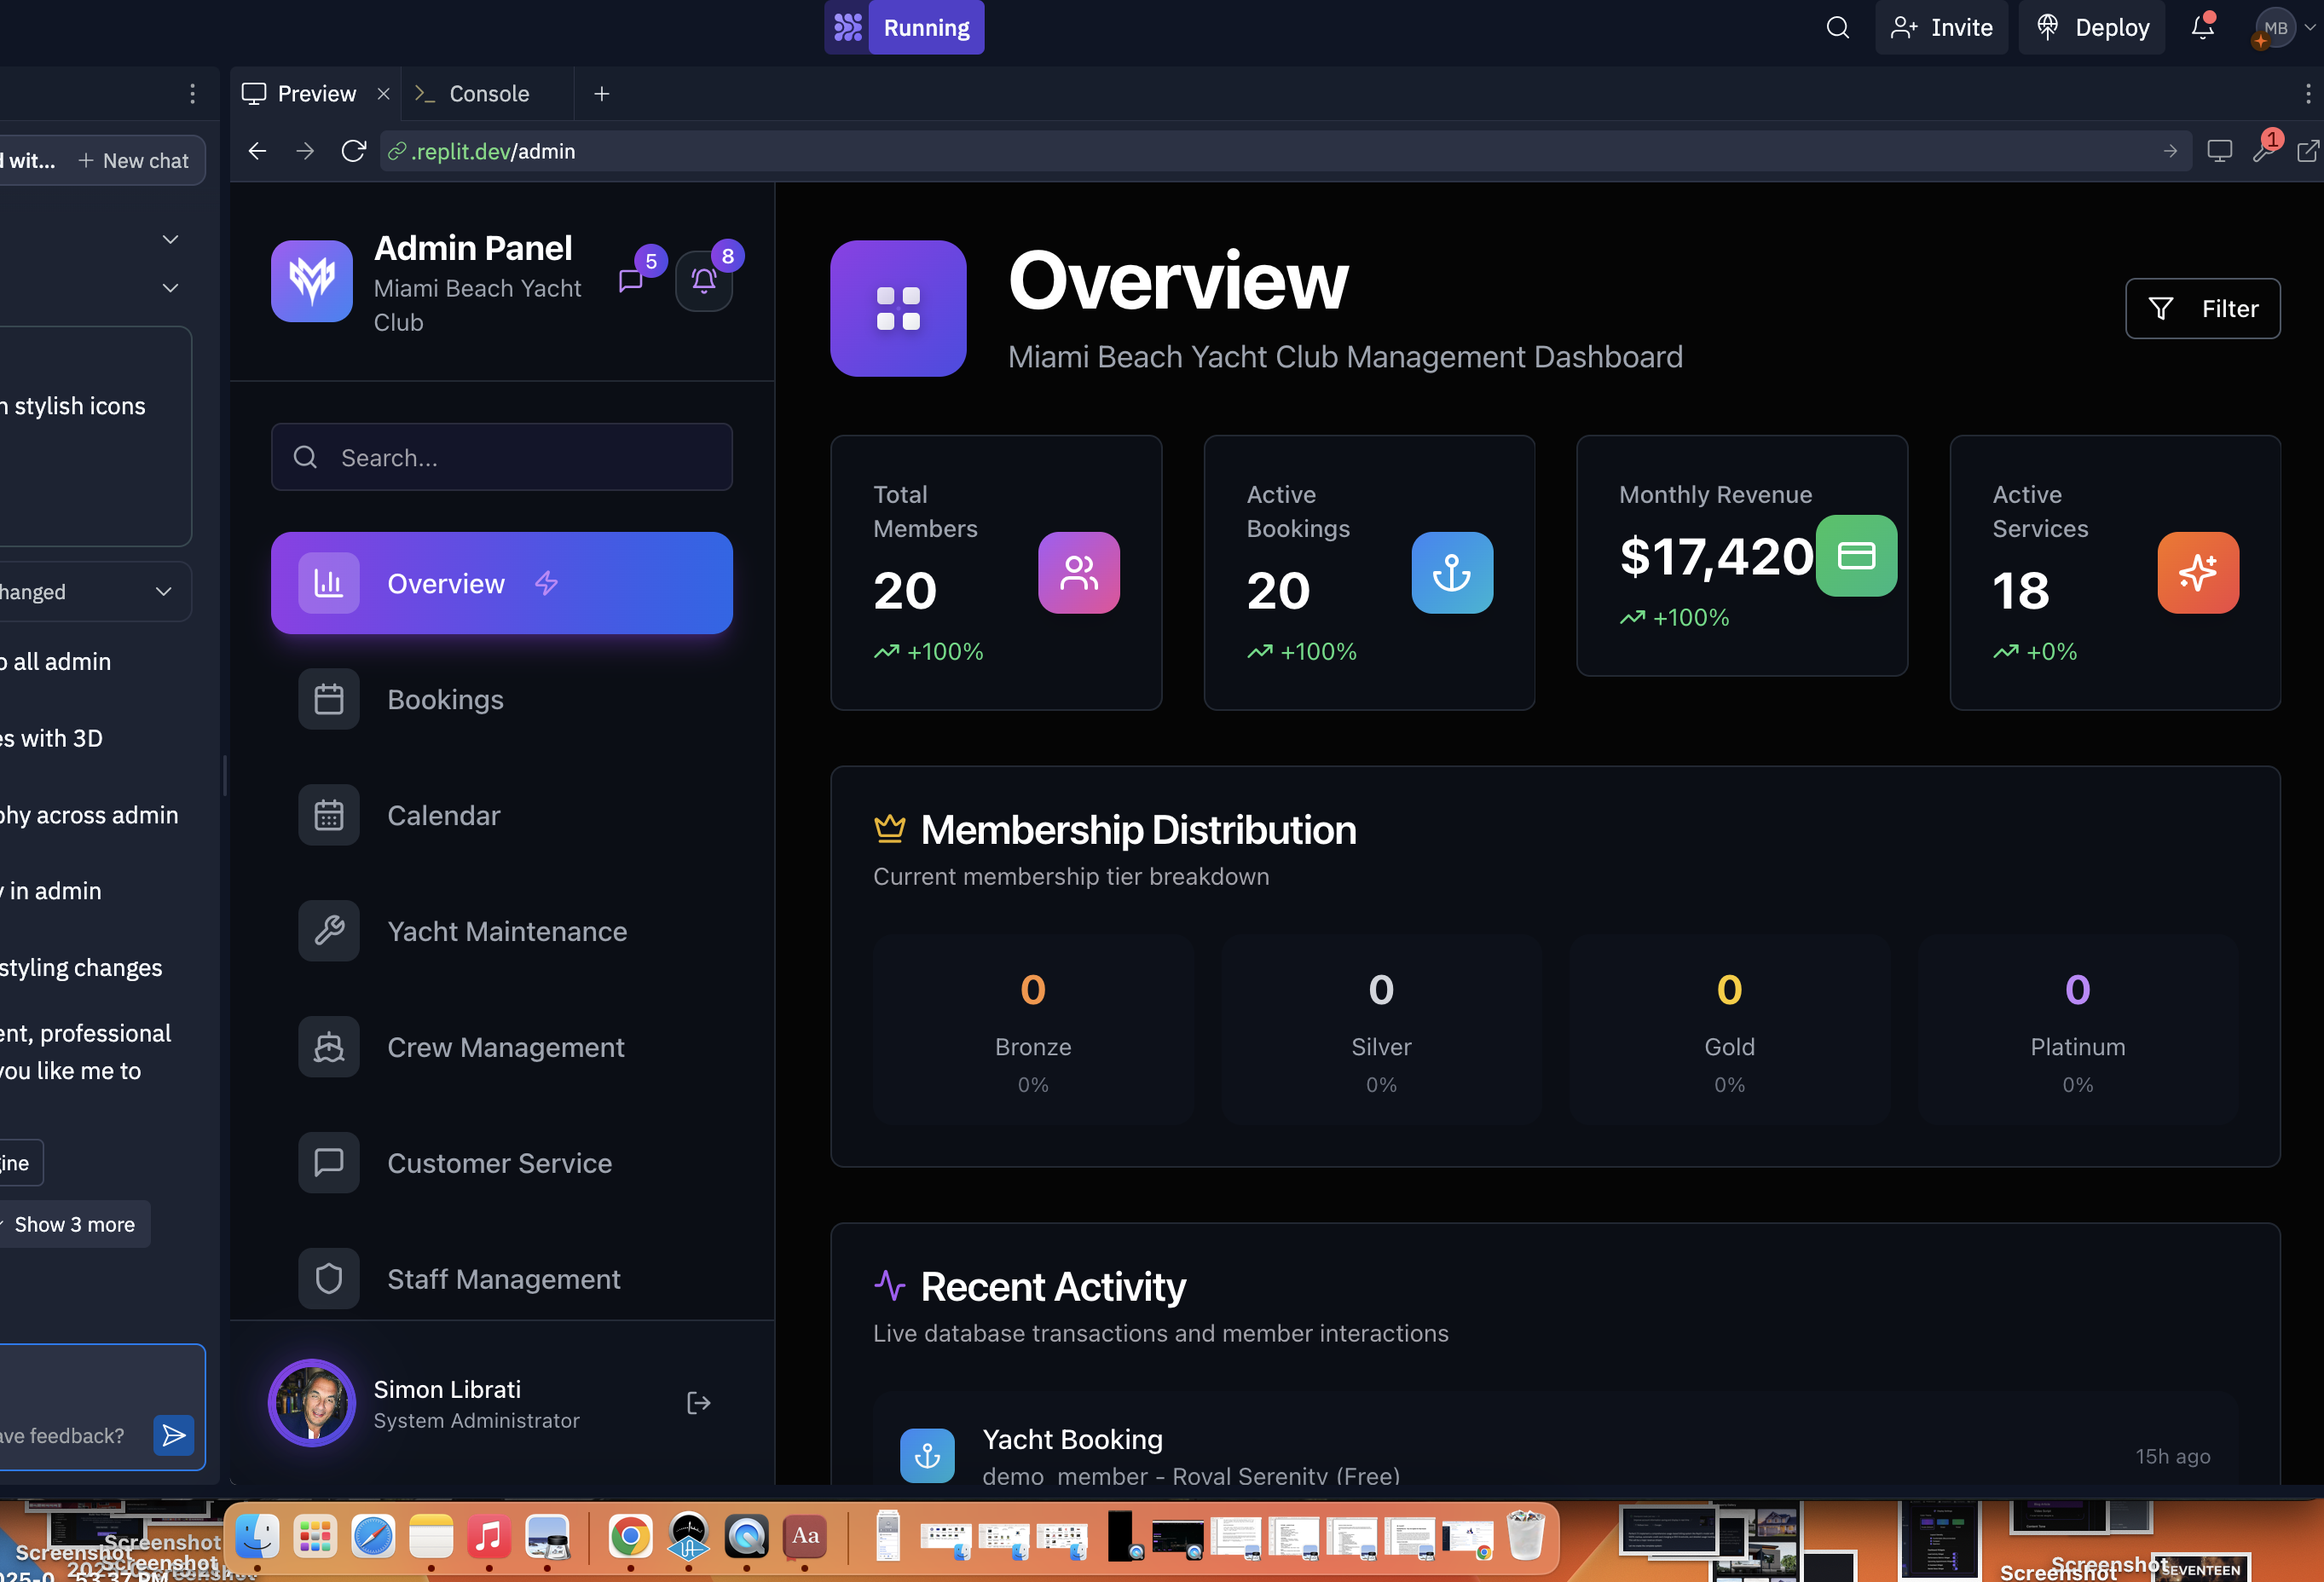 Running
Invite
Deploy
MB
Preview
Console
d wit...
New chat
.replit.dev/admin
1
n stylish icons
hanged
o all admin
es with 3D
phy across admin
y in admin
styling changes
ent, professional
you like me to
gine
Show 3 more
ave feedback?
Admin Panel
Miami Beach Yacht
Club
5
8
Search...
Overview
Bookings
Calendar
Yacht Maintenance
Crew Management
Customer Service
Staff Management
Simon Librati
System Administrator
Overview
Miami Beach Yacht Club Management Dashboard
Filter
Total
Members
20
+100%
Active
Bookings
20
+100%
Monthly Revenue
$17,420
+100%
Active
Services
18
+0%
Membership Distribution
Current membership tier breakdown
0
Bronze
0%
0
Silver
0%
0
Gold
0%
0
Platinum
0%
Recent Activity
Live database transactions and member interactions
Yacht Booking
demo_member - Royal Serenity (Free)
15h ago
Aa
Screenshot
Screenshot
Screenshot
Screenshot
Screenshot
SEVENTEEN